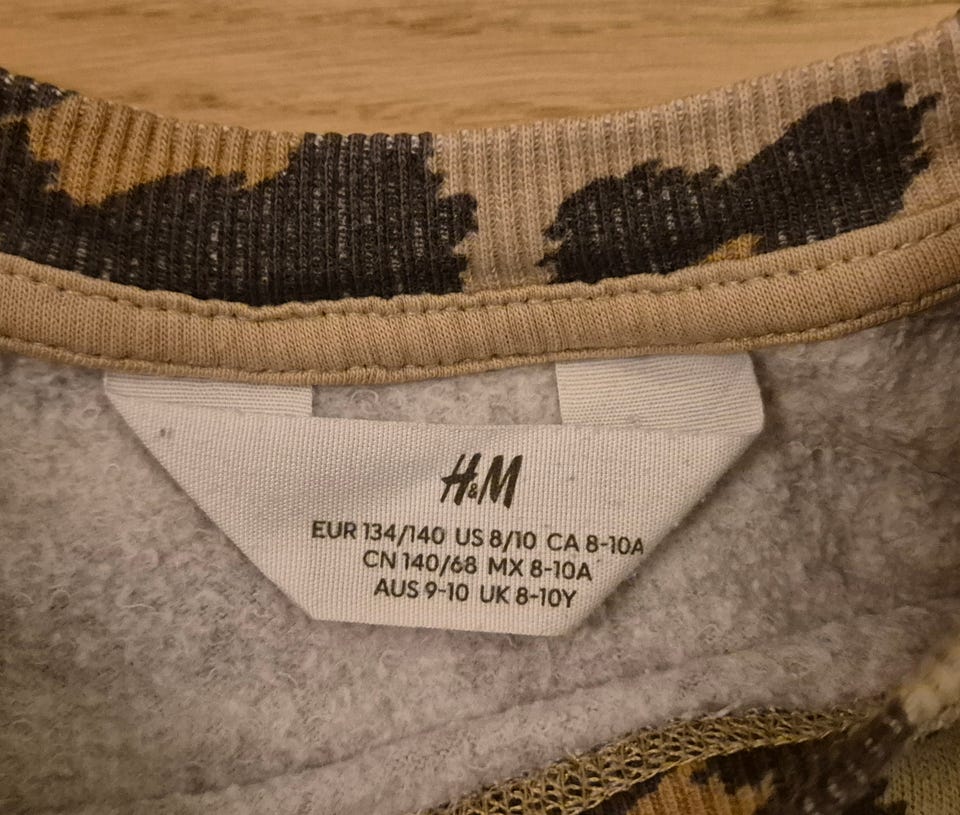 H&M
EUR 134/140 US 8/10 CA 8-10A
CN 140/68 MX 8-10A
AUS 9-10 UK 8-10Y